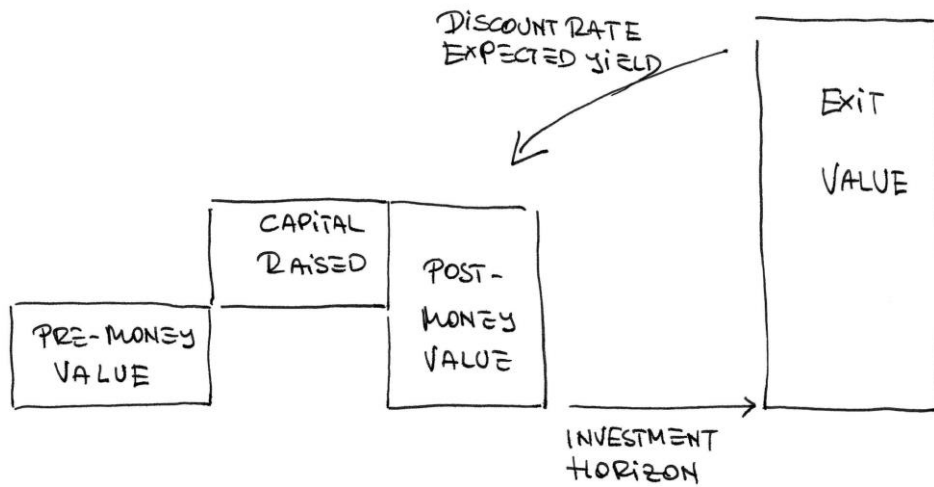 DISCOUNT RATE
EXPECTED YIELD
EXIT
VALUE
CAPITAL
RAISED
POST-
MONEY
VALUE
PRE-MONEY
VALUE
INVESTMENT
HORIZON